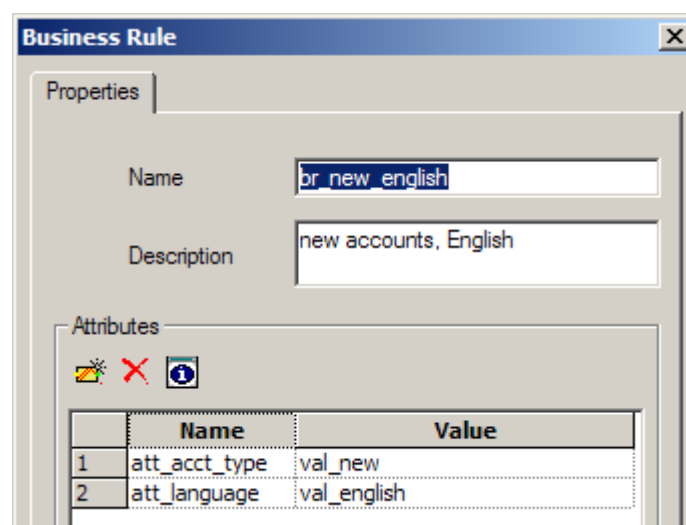 Business Rule
Properties
Name br_new_english
Description new accounts, English
Attributes
Name Value
1 att_acct_type val_new
2 att_language val_english